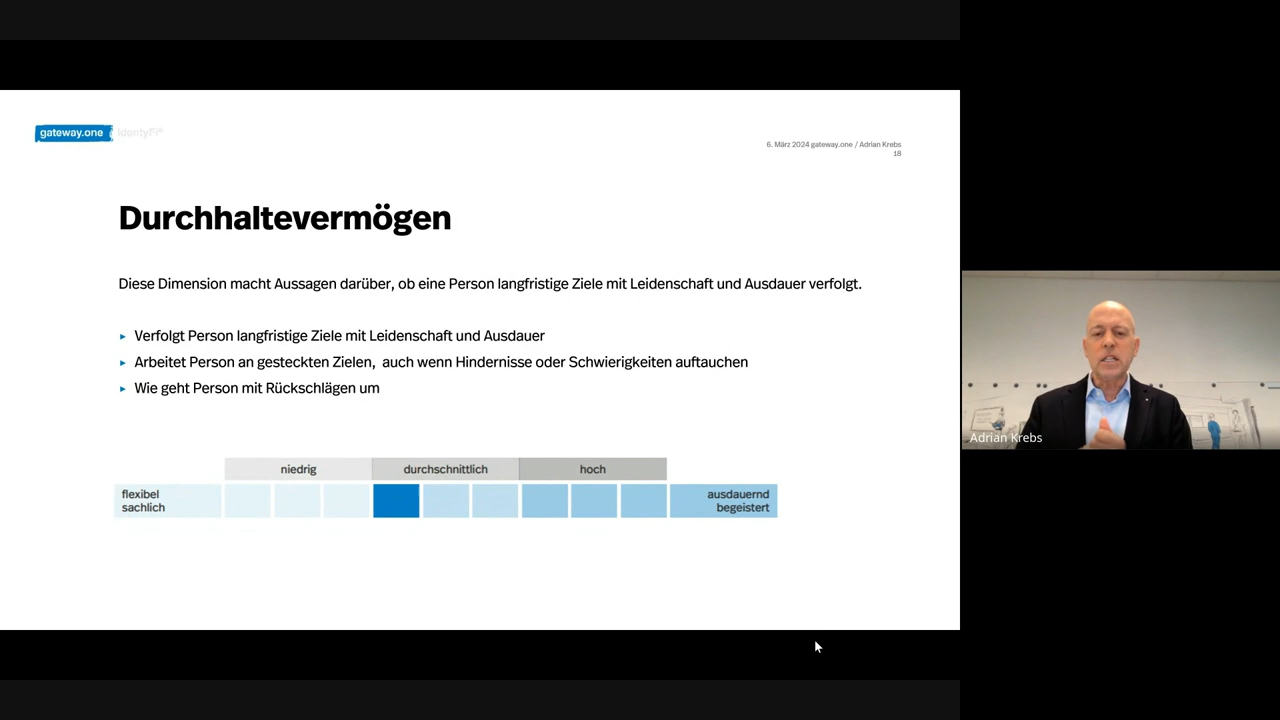 gateway.one IdentyFi®
6. März 2024 gateway.one / Adrian Krebs
18
Durchhaltevermögen
Diese Dimension macht Aussagen darüber, ob eine Person langfristige Ziele mit Leidenschaft und Ausdauer verfolgt.
▸ Verfolgt Person langfristige Ziele mit Leidenschaft und Ausdauer
▸ Arbeitet Person an gesteckten Zielen, auch wenn Hindernisse oder Schwierigkeiten auftauchen
▸ Wie geht Person mit Rückschlägen um
niedrig durchschnittlich hoch
flexibel ausdauernd
sachlich begeistert
Adrian Krebs